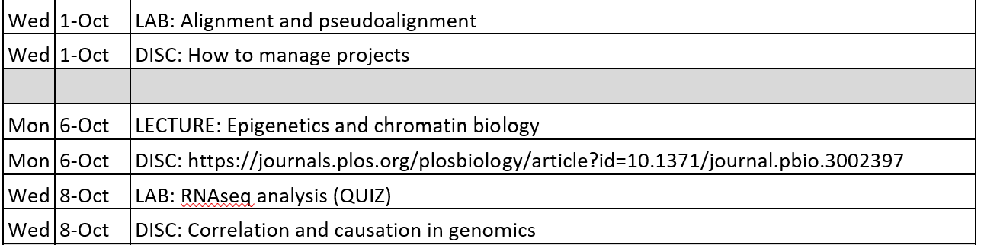 Wed 1-Oct LAB: Alignment and pseudoalignment
Wed 1-Oct DISC: How to manage projects
Mon 6-Oct LECTURE: Epigenetics and chromatin biology
Mon 6-Oct DISC: https://journals.plos.org/plosbiology/article?id=10.1371/journal.pbio.3002397
Wed 8-Oct LAB: RNAseq analysis (QUIZ)
Wed 8-Oct DISC: Correlation and causation in genomics